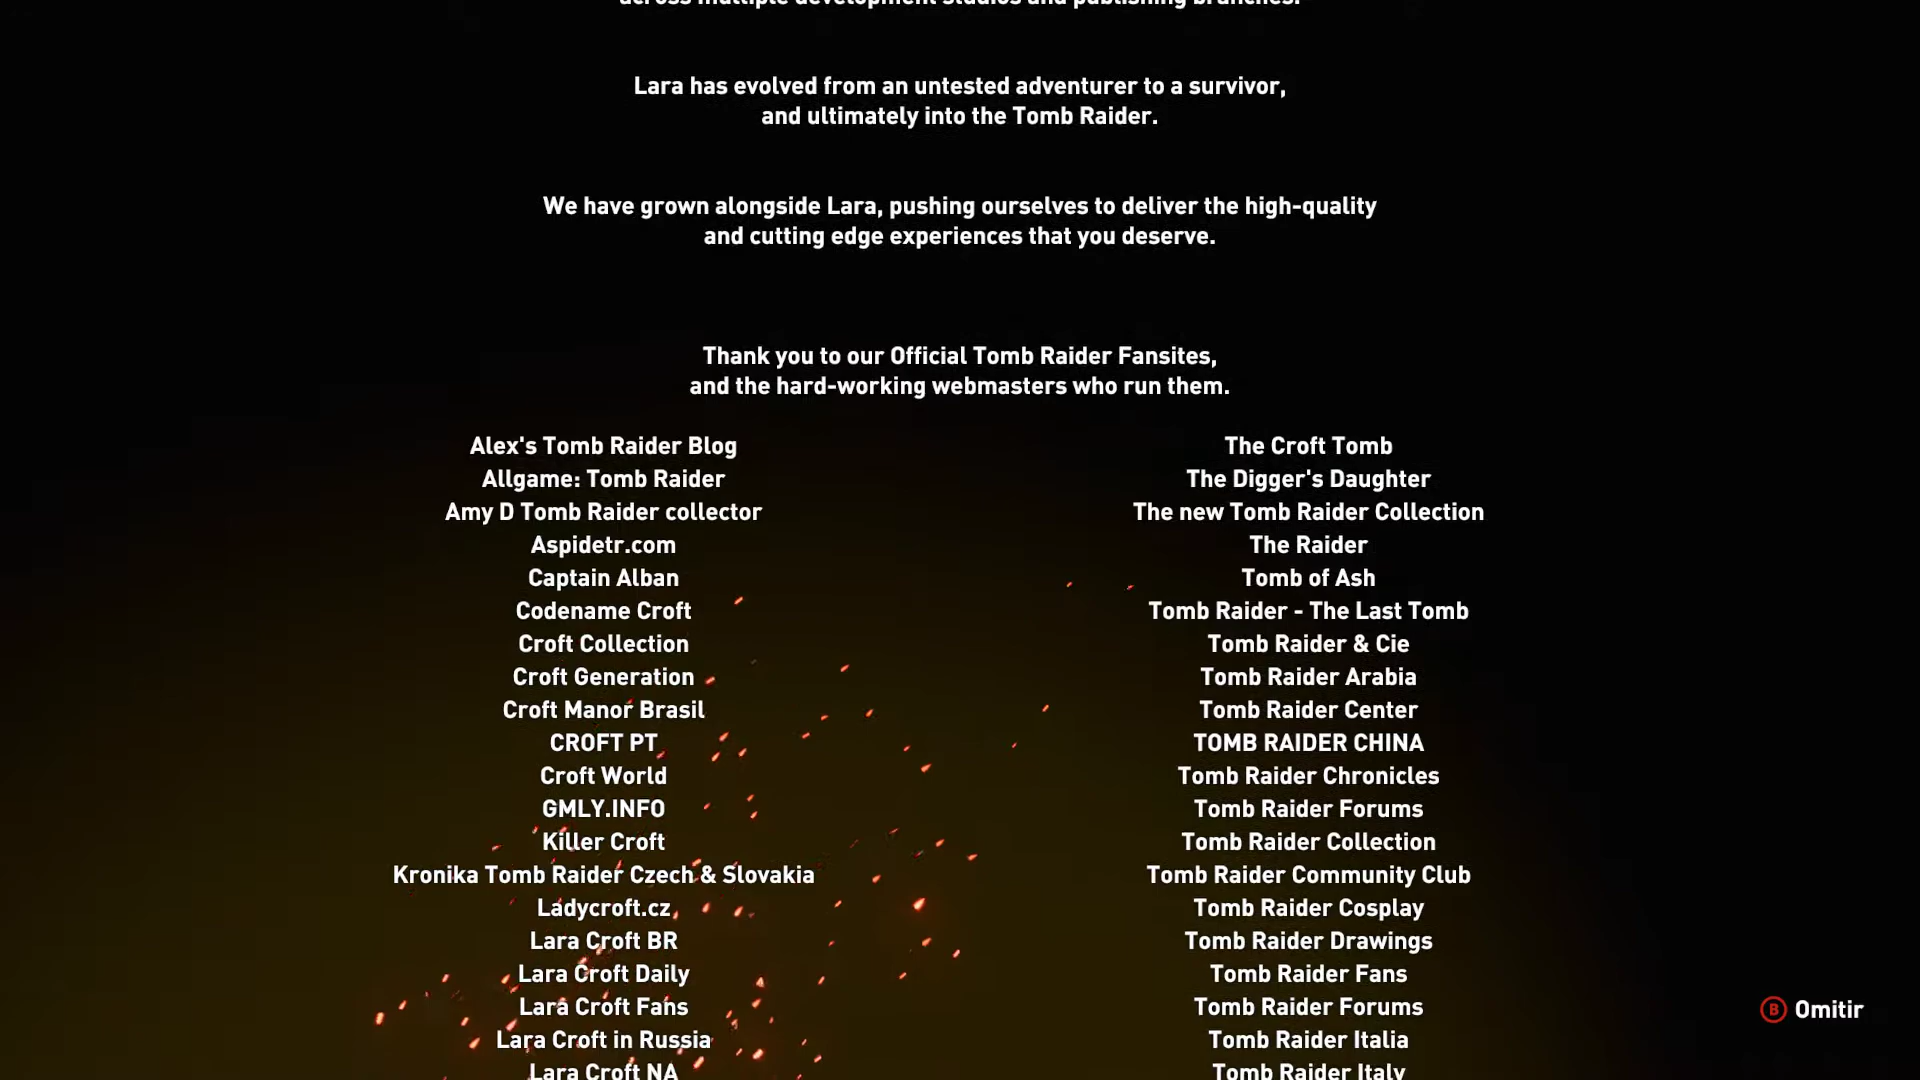 across multiple development studios and publishing branches.
Lara has evolved from an untested adventurer to a survivor,
and ultimately into the Tomb Raider.
We have grown alongside Lara, pushing ourselves to deliver the high-quality
and cutting edge experiences that you deserve.
Thank you to our Official Tomb Raider Fansites,
and the hard-working webmasters who run them.
Alex's Tomb Raider Blog
Allgame: Tomb Raider
Amy D Tomb Raider collector
Aspidetr.com
Captain Alban
Codename Croft
Croft Collection
Croft Generation
Croft Manor Brasil
CROFT PT
Croft World
GMLY.INFO
Killer Croft
Kronika Tomb Raider Czech & Slovakia
Ladycroft.cz
Lara Croft BR
Lara Croft Daily
Lara Croft Fans
Lara Croft in Russia
Lara Croft NA
The Croft Tomb
The Digger's Daughter
The new Tomb Raider Collection
The Raider
Tomb of Ash
Tomb Raider - The Last Tomb
Tomb Raider & Cie
Tomb Raider Arabia
Tomb Raider Center
TOMB RAIDER CHINA
Tomb Raider Chronicles
Tomb Raider Forums
Tomb Raider Collection
Tomb Raider Community Club
Tomb Raider Cosplay
Tomb Raider Drawings
Tomb Raider Fans
Tomb Raider Forums
Tomb Raider Italia
Tomb Raider Italy
B Omitir